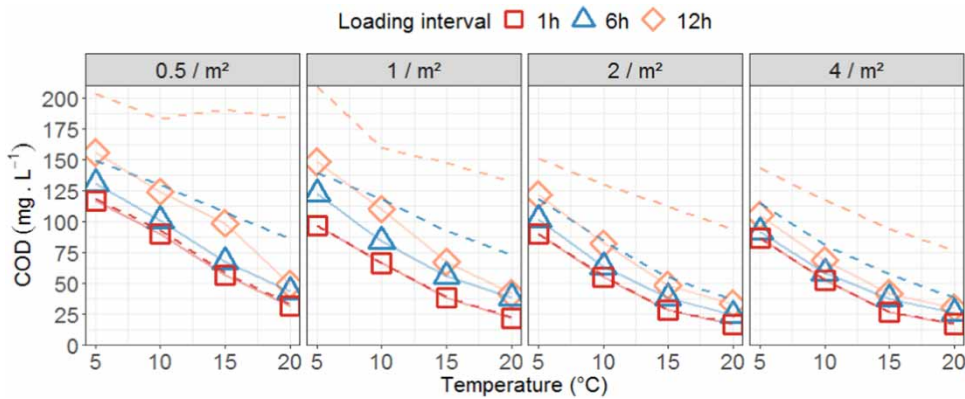 Loading interval 1h 6h 12h
0.5 / m² 1 / m² 2 / m² 4 / m²
200
175
150
125
100
75
50
25
0
COD (mg . L⁻¹)
5 10 15 20 5 10 15 20 5 10 15 20 5 10 15 20
Temperature (°C)